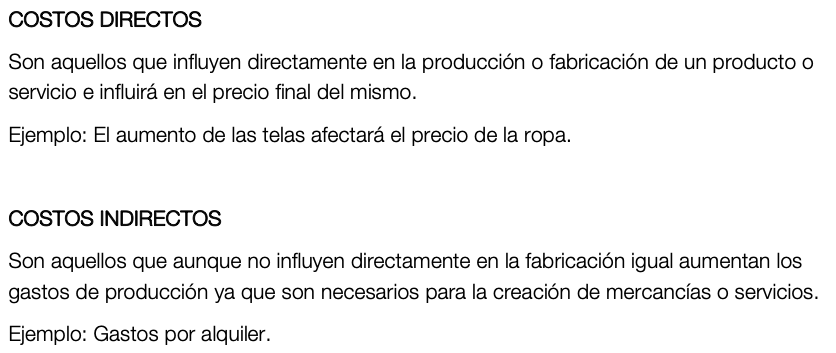 COSTOS DIRECTOS
Son aquellos que influyen directamente en la producción o fabricación de un producto o
servicio e influirá en el precio final del mismo.
Ejemplo: El aumento de las telas afectará el precio de la ropa.
COSTOS INDIRECTOS
Son aquellos que aunque no influyen directamente en la fabricación igual aumentan los
gastos de producción ya que son necesarios para la creación de mercancías o servicios.
Ejemplo: Gastos por alquiler.